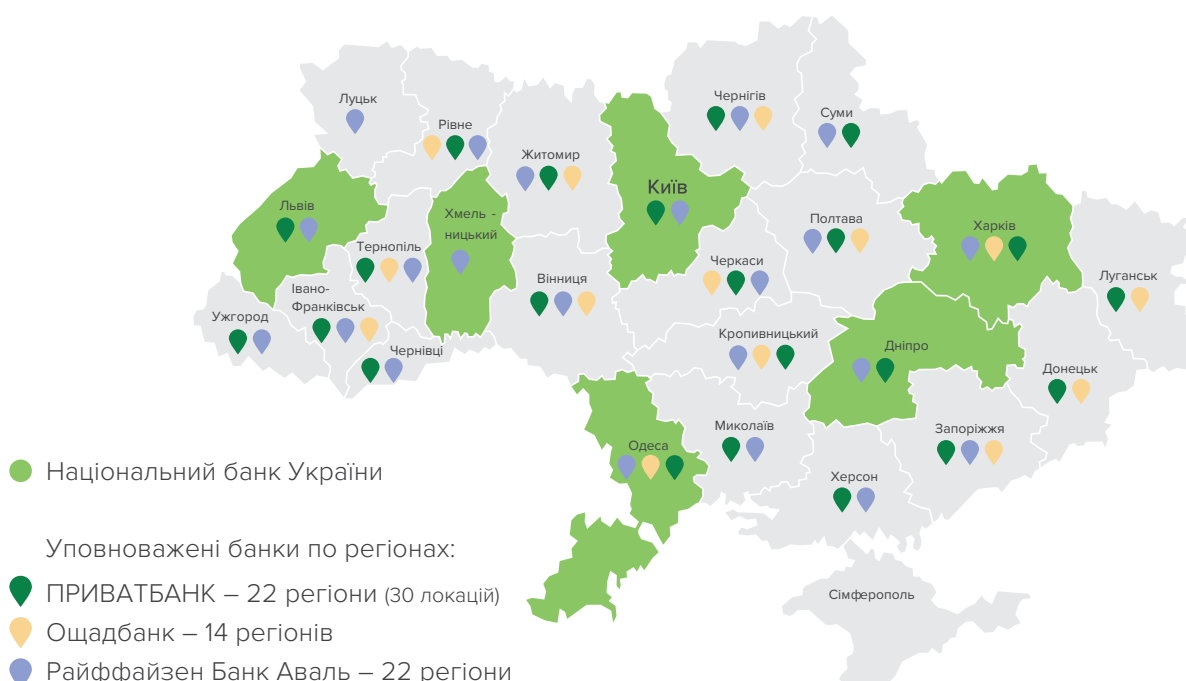 Чернігів
Луцьк
Суми
Рівне
Житомир
Київ
Львів
Хмель -
ницький
Полтава
Харків
Тернопіль
Черкаси
Луганськ
Вінниця
Івано-
Франківськ
Ужгород
Кропивницький
Дніпро
Чернівці
Донецьк
Миколаїв
Запоріжжя
Одеса
Херсон
Сімферополь
Національний банк України
Уповноважені банки по регіонах:
ПРИВАТБАНК – 22 регіони (30 локацій)
Ощадбанк – 14 регіонів
Райффайзен Банк Аваль – 22 регіони